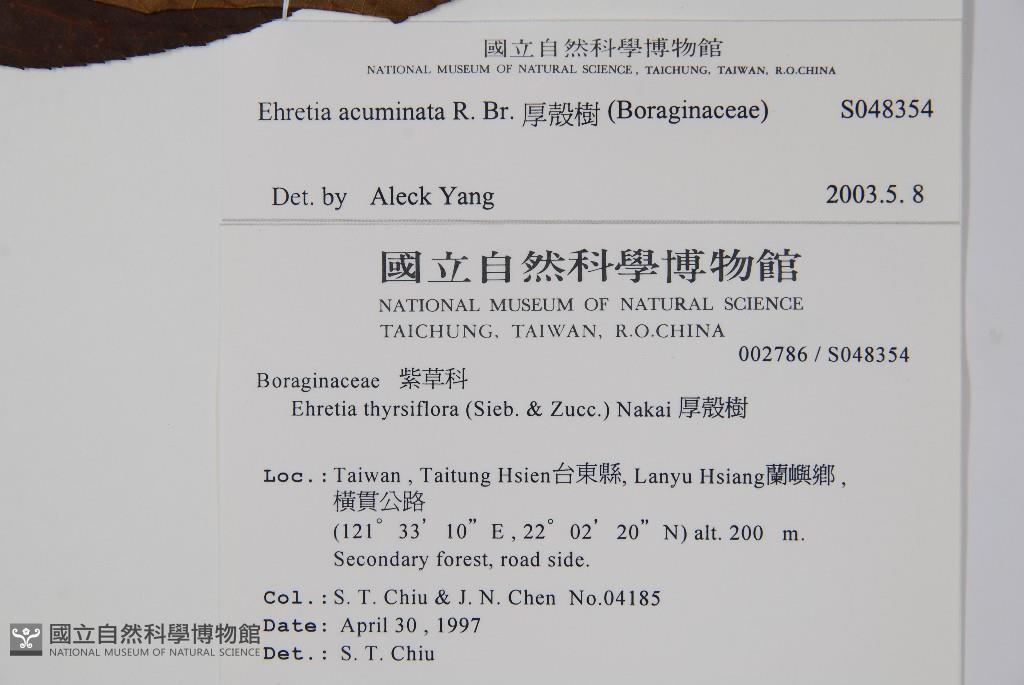 國立自然科學博物館
NATIONAL MUSEUM OF NATURAL SCIENCE, TAICHUNG, TAIWAN, R.O.CHINA
Ehretia acuminata R. Br. 厚殼樹 (Boraginaceae) S048354
Det. by Aleck Yang 2003.5. 8
國立自然科學博物館
NATIONAL MUSEUM OF NATURAL SCIENCE
TAICHUNG, TAIWAN, R.O.CHINA
002786 / S048354
Boraginaceae 紫草科
Ehretia thyrsiflora (Sieb. & Zucc.) Nakai 厚殼樹
Loc.: Taiwan , Taitung Hsien台東縣, Lanyu Hsiang蘭嶼鄉 ,
橫貫公路
(121° 33’ 10” E , 22° 02’ 20” N) alt. 200 m.
Secondary forest, road side.
Col.: S. T. Chiu & J. N. Chen No.04185
Date: April 30 , 1997
Det.: S. T. Chiu
國立自然科學博物館
NATIONAL MUSEUM OF NATURAL SCIENCE